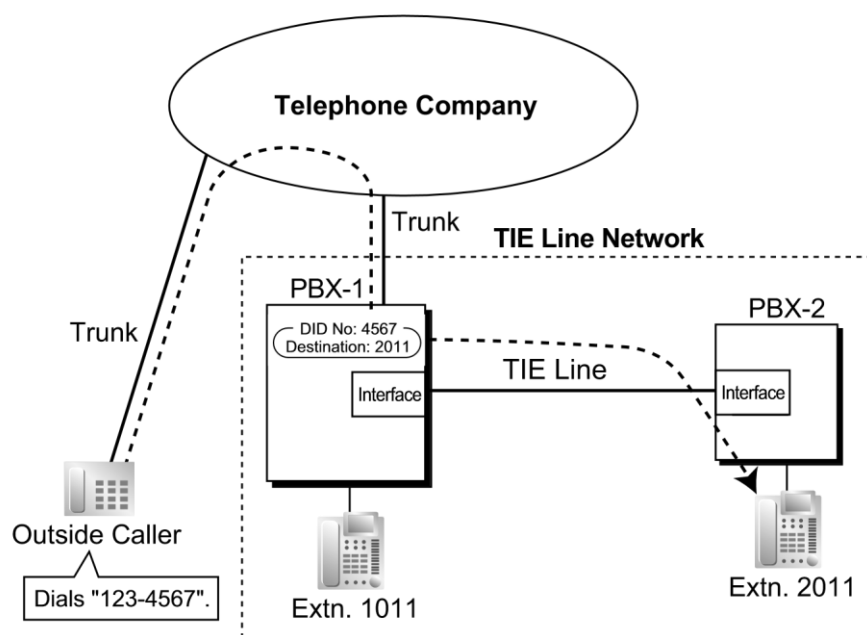 Telephone Company
Trunk
TIE Line Network
PBX-1
PBX-2
DID No: 4567
Destination: 2011
Trunk
TIE Line
Interface
Interface
Outside Caller
Dials "123-4567".
Extn. 1011
Extn. 2011